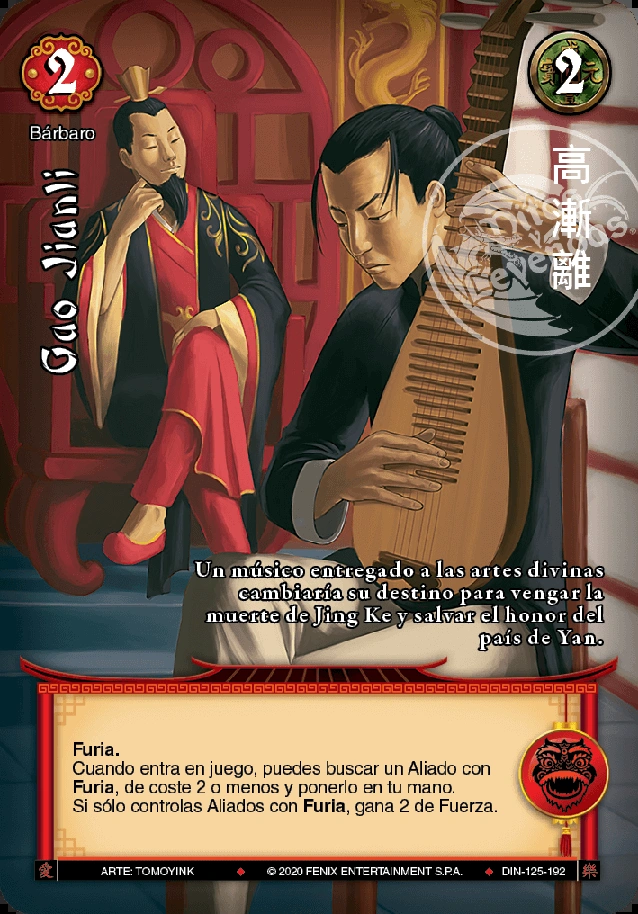 2
2
Bárbaro
Gao Jianli
高漸離
Mitos
Leyendas
Un músico entregado a las artes divinas
cambiaría su destino para vengar la
muerte de Jing Ke y salvar el honor del
país de Yan.
Furia.
Cuando entra en juego, puedes buscar un Aliado con
Furia, de coste 2 o menos y ponerlo en tu mano.
Si sólo controlas Aliados con Furia, gana 2 de Fuerza.
愛
ARTE: TOMOYINK ♦ © 2020 FENIX ENTERTAINMENT S.P.A. ♦ DIN-125-192
樂